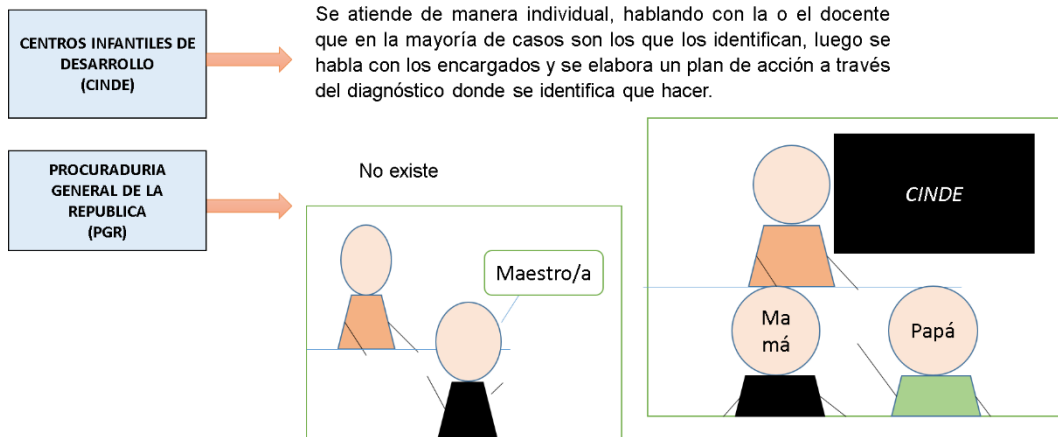 CENTROS INFANTILES DE
DESARROLLO
(CINDE)
Se atiende de manera individual, hablando con la o el docente
que en la mayoría de casos son los que los identifican, luego se
habla con los encargados y se elabora un plan de acción a través
del diagnóstico donde se identifica que hacer.
PROCURADURIA
GENERAL DE LA
REPUBLICA
(PGR)
No existe
Maestro/a
CINDE
Ma
má
Papá